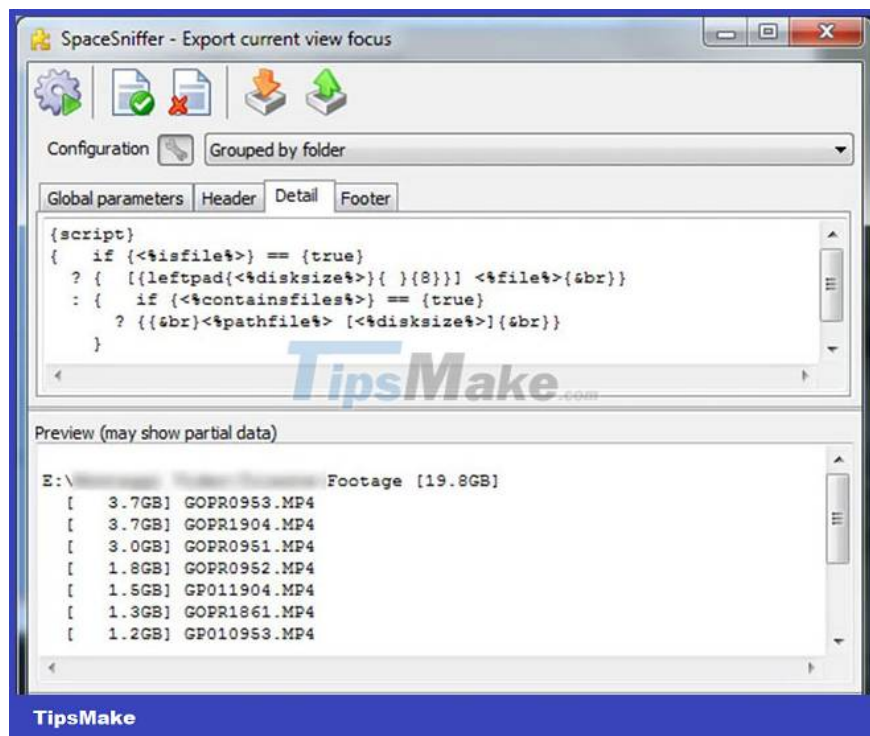 SpaceSniffer - Export current view focus
Configuration Grouped by folder
Global parameters Header Detail Footer
{script}
{   if {<%isfile%>} == {true}
  ? {  [{leftpad{<%disksize%>}{ }{8}}] <%file%>{&br}}
  : {   if {<%containsfiles%>} == {true}
      ? {{&br}<%pathfile%> [<%disksize%>]{&br}}
    }
TipsMake.com
Preview (may show partial data)
E:\ Footage [19.8GB]
[   3.7GB] GOPR0953.MP4
[   3.7GB] GOPR1904.MP4
[   3.0GB] GOPR0951.MP4
[   1.8GB] GOPR0952.MP4
[   1.5GB] GP011904.MP4
[   1.3GB] GOPR1861.MP4
[   1.2GB] GP010953.MP4
TipsMake